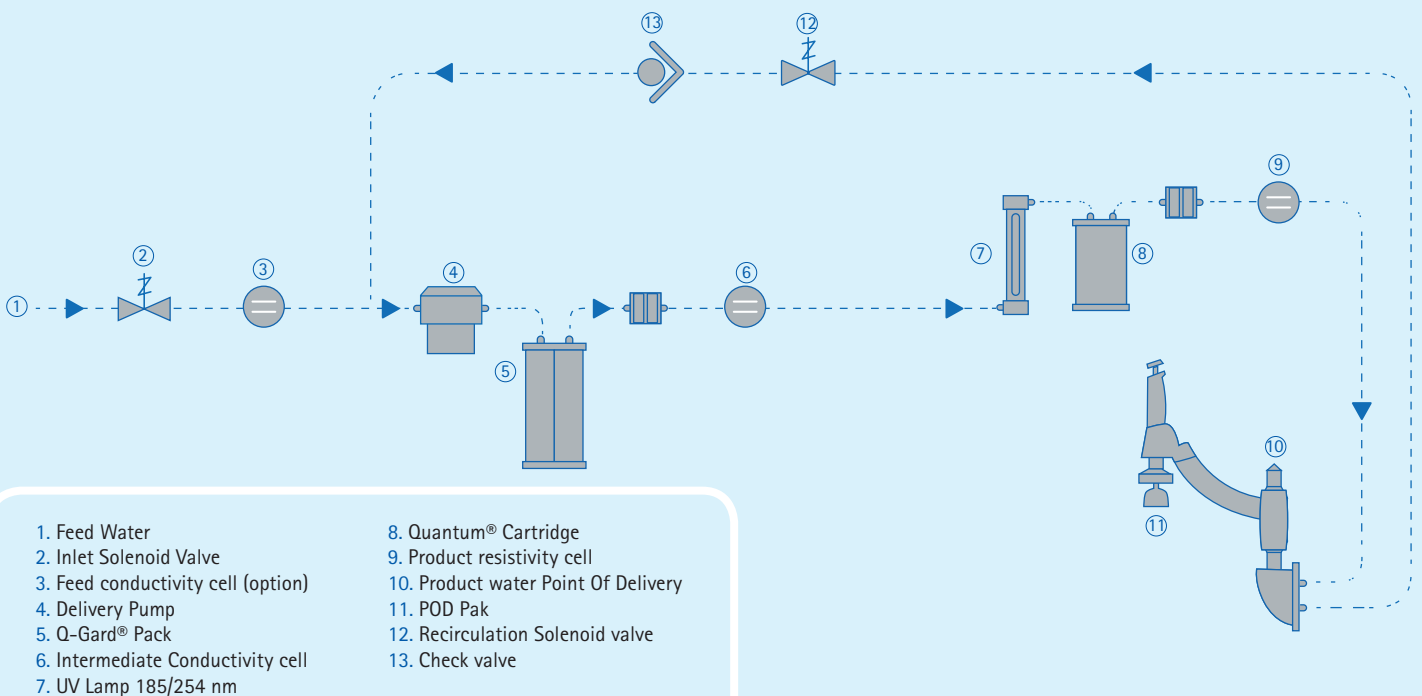 13
12
9
2
3
4
6
7
8
1
5
10
11
1. Feed Water
2. Inlet Solenoid Valve
3. Feed conductivity cell (option)
4. Delivery Pump
5. Q-Gard® Pack
6. Intermediate Conductivity cell
7. UV Lamp 185/254 nm
8. Quantum® Cartridge
9. Product resistivity cell
10. Product water Point Of Delivery
11. POD Pak
12. Recirculation Solenoid valve
13. Check valve